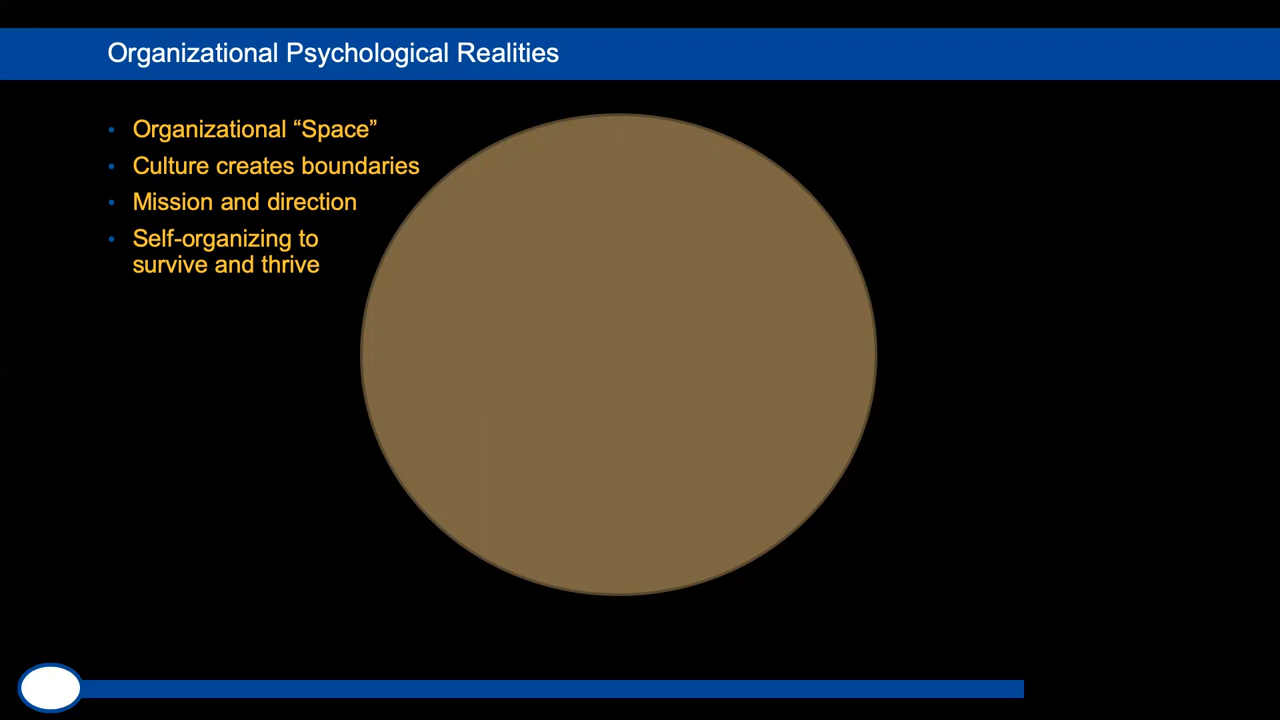 Organizational Psychological Realities
• Organizational “Space”
• Culture creates boundaries
• Mission and direction
• Self-organizing to
survive and thrive